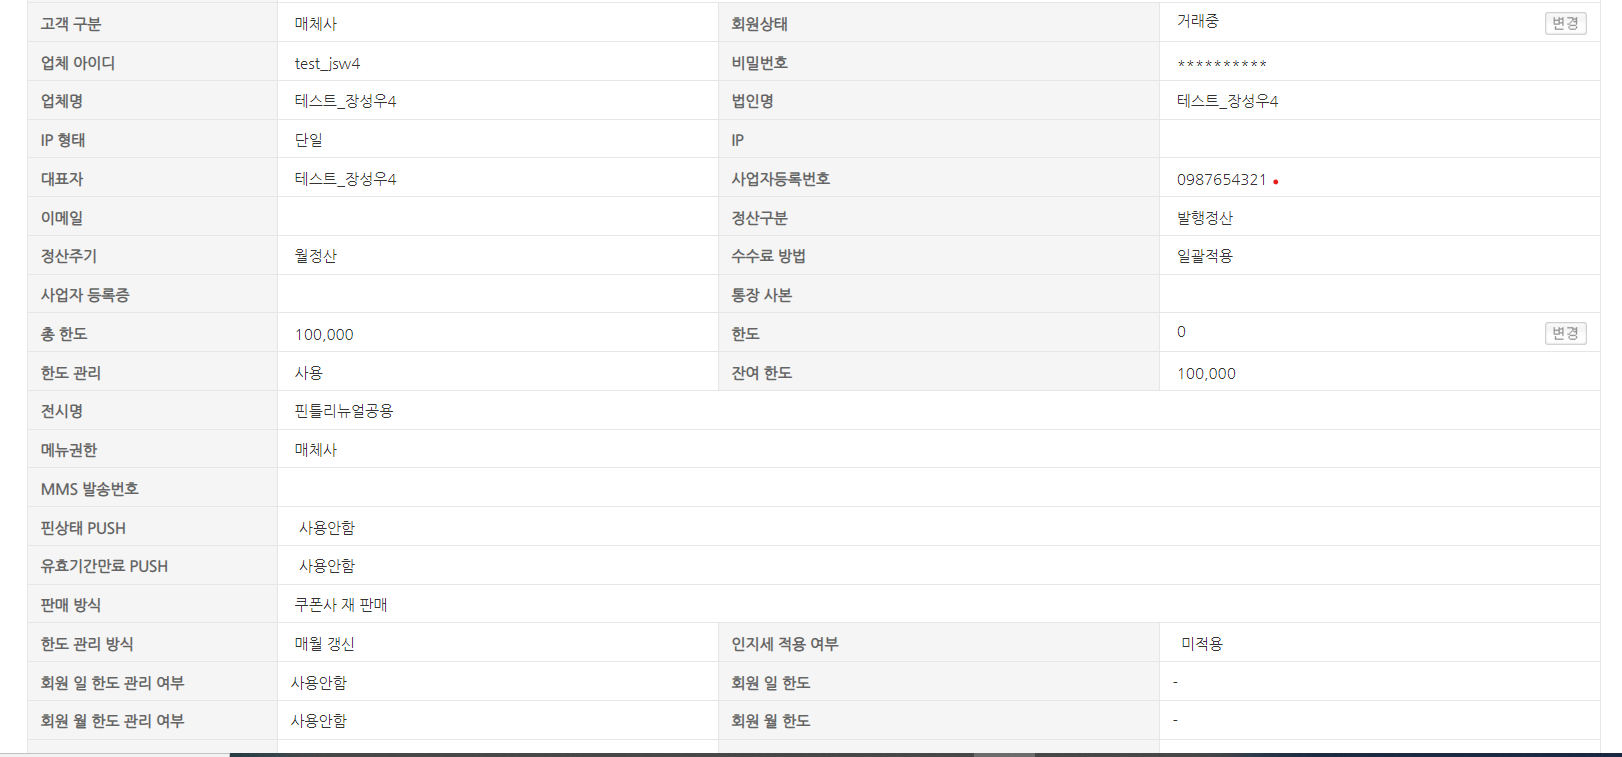 고객 구분 매체사 회원상태 거래중 변경
업체 아이디 test_jsw4 비밀번호 **********
업체명 테스트_장성우4 법인명 테스트_장성우4
IP 형태 단일 IP
대표자 테스트_장성우4 사업자등록번호 0987654321
이메일 정산구분 발행정산
정산주기 월정산 수수료 방법 일괄적용
사업자 등록증 통장 사본
총 한도 100,000 한도 0 변경
한도 관리 사용 잔여 한도 100,000
전시명 핀틀리뉴얼공용
메뉴권한 매체사
MMS 발송번호
핀상태 PUSH 사용안함
유효기간만료 PUSH 사용안함
판매 방식 쿠폰사 재 판매
한도 관리 방식 매월 갱신 인지세 적용 여부 미적용
회원 일 한도 관리 여부 사용안함 회원 일 한도 -
회원 월 한도 관리 여부 사용안함 회원 월 한도 -